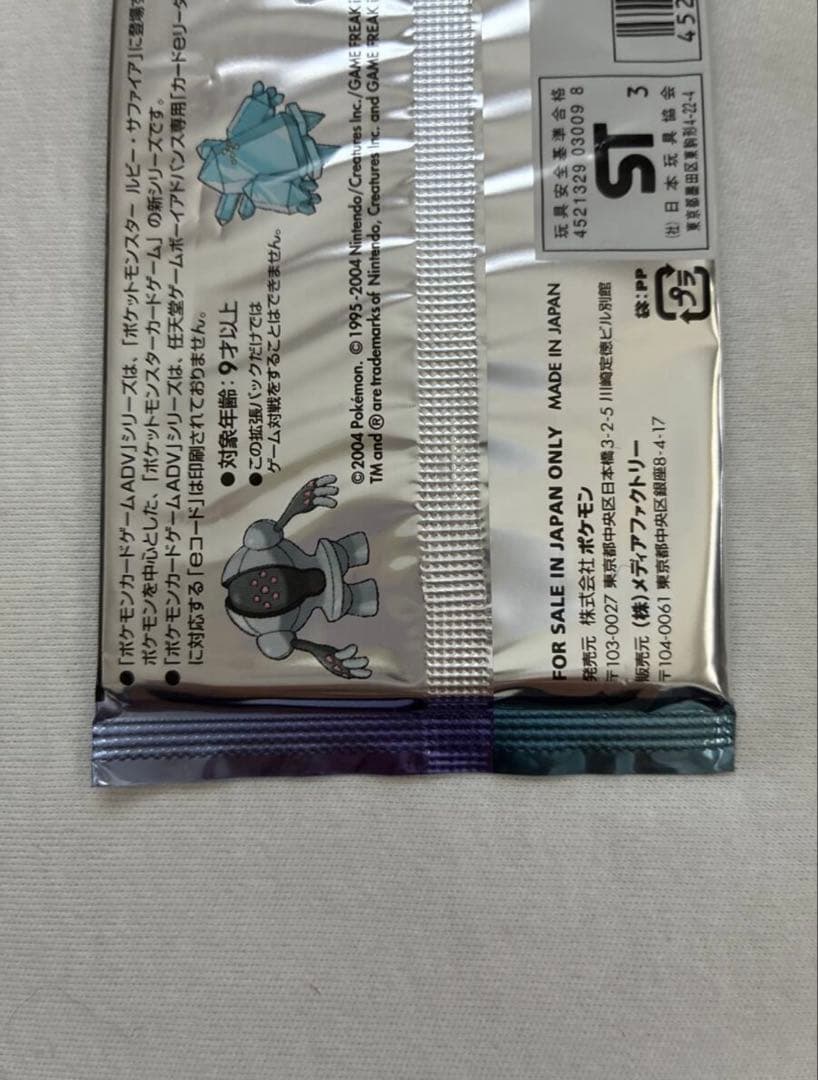 ●「ポケモンカードゲームADV」シリーズは、「ポケットモンスター ルビー・サファイア」に登場す
ポケモンを中心とした、「ポケットモンスターカードゲーム」の新シリーズです。
●「ポケモンカードゲームADV」シリーズは、任天堂ゲームボーイアドバンス専用「カードeリーダ
に対応する「eコード」は印刷されておりません。
●対象年齢:9才以上
●この拡張パックだけでは
ゲーム対戦をすることはできません。
©2004 Pokémon. ©1995-2004 Nintendo/Creatures Inc./GAME FREAK i
TM and ® are trademarks of Nintendo, Creatures Inc. and GAME FREAK i
452
玩具安全基準合格
4521329 03009 8
ST 3
(社)日本玩具協会
東京都墨田区東駒形4-22-4
FOR SALE IN JAPAN ONLY MADE IN JAPAN
発売元 株式会社 ポケモン
〒103-0027 東京都中央区日本橋3-2-5 川崎定徳ビル別館
販売元 (株)メディアファクトリー
〒104-0061 東京都中央区銀座8-4-17
袋:PP
プラ